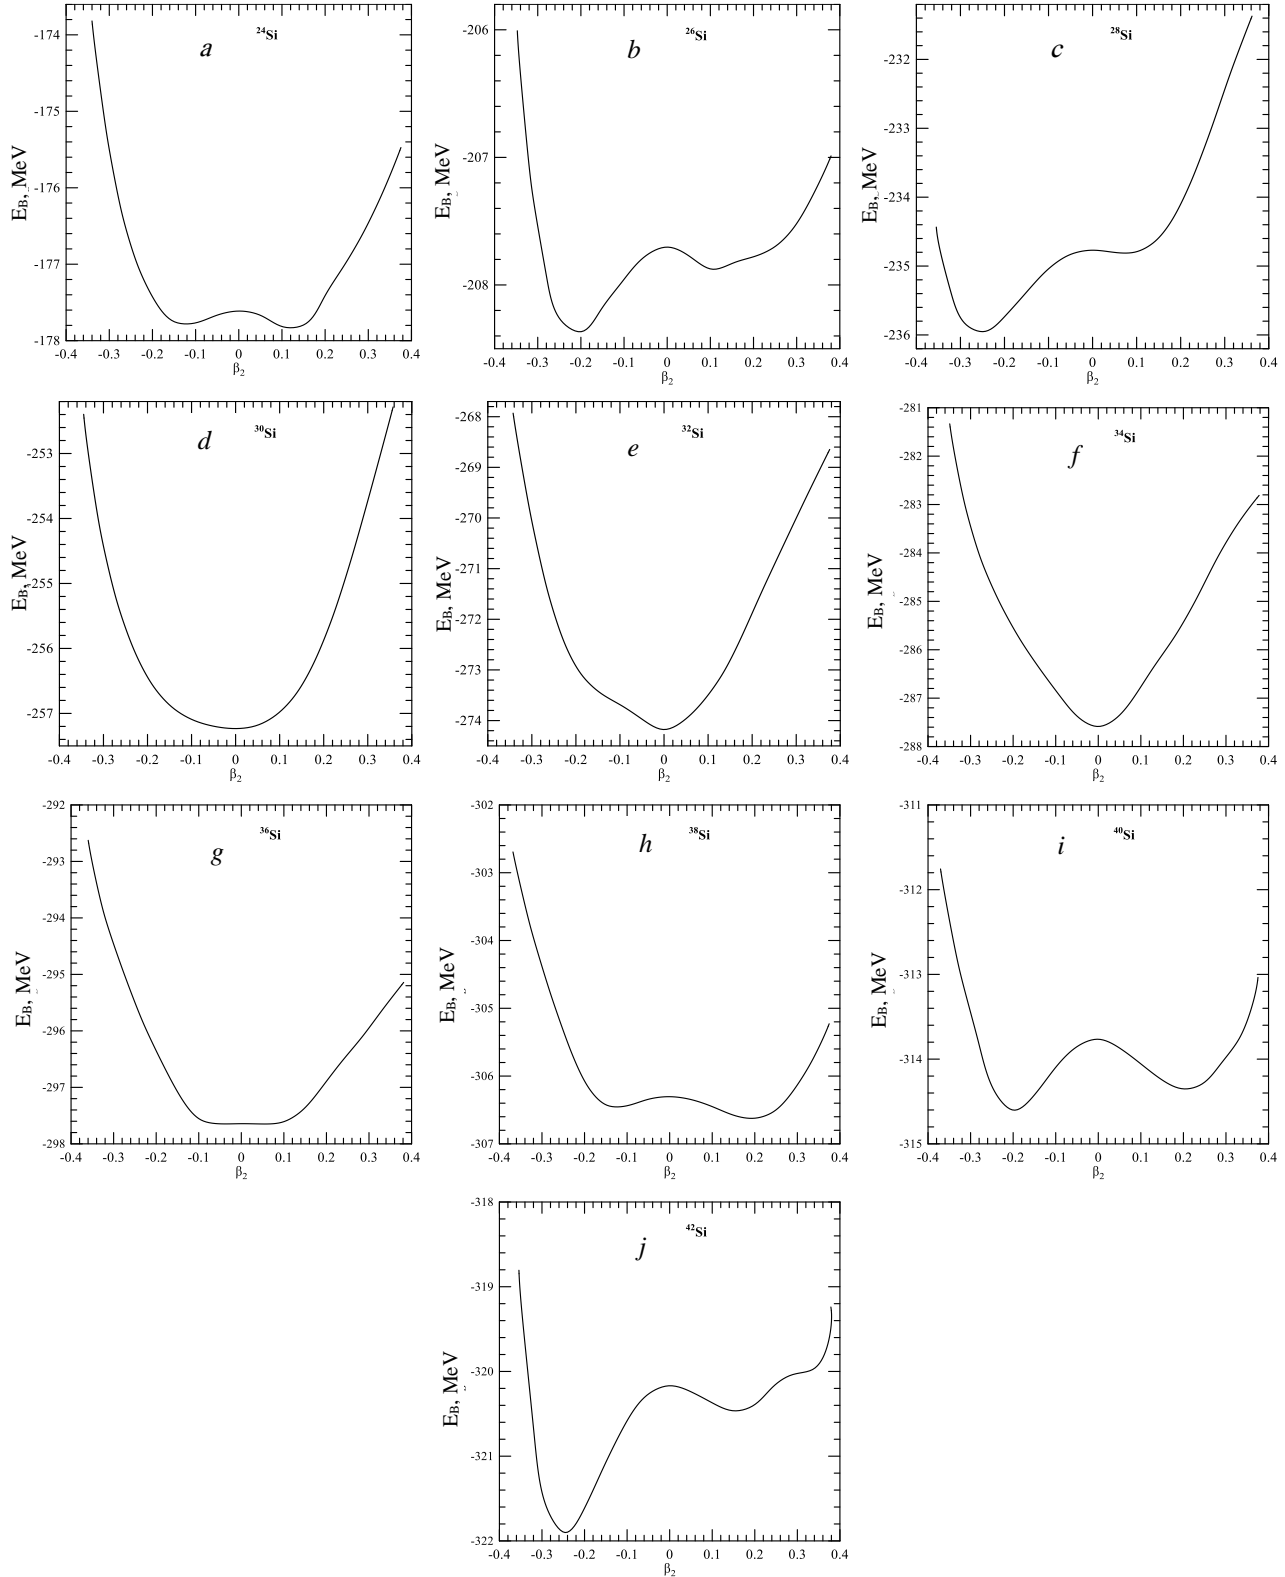 a
²⁴Si
-174
-175
-176
-177
-178
E_B, MeV
-0.4 -0.3 -0.2 -0.1 0 0.1 0.2 0.3 0.4
β₂
b
²⁶Si
-206
-207
-208
E_B, MeV
-0.4 -0.3 -0.2 -0.1 0 0.1 0.2 0.3 0.4
β₂
c
²⁸Si
-232
-233
-234
-235
-236
E_B, MeV
-0.4 -0.3 -0.2 -0.1 0 0.1 0.2 0.3 0.4
β₂
d
³⁰Si
-253
-254
-255
-256
-257
E_B, MeV
-0.4 -0.3 -0.2 -0.1 0 0.1 0.2 0.3 0.4
β₂
e
³²Si
-268
-269
-270
-271
-272
-273
-274
E_B, MeV
-0.4 -0.3 -0.2 -0.1 0 0.1 0.2 0.3 0.4
β₂
f
³⁴Si
-281
-282
-283
-284
-285
-286
-287
-288
E_B, MeV
-0.4 -0.3 -0.2 -0.1 0 0.1 0.2 0.3 0.4
β₂
g
³⁶Si
-292
-293
-294
-295
-296
-297
-298
E_B, MeV
-0.4 -0.3 -0.2 -0.1 0 0.1 0.2 0.3 0.4
β₂
h
³⁸Si
-302
-303
-304
-305
-306
-307
E_B, MeV
-0.4 -0.3 -0.2 -0.1 0 0.1 0.2 0.3 0.4
β₂
i
⁴⁰Si
-311
-312
-313
-314
-315
E_B, MeV
-0.4 -0.3 -0.2 -0.1 0 0.1 0.2 0.3 0.4
β₂
j
⁴²Si
-318
-319
-320
-321
-322
E_B, MeV
-0.4 -0.3 -0.2 -0.1 0 0.1 0.2 0.3 0.4
β₂